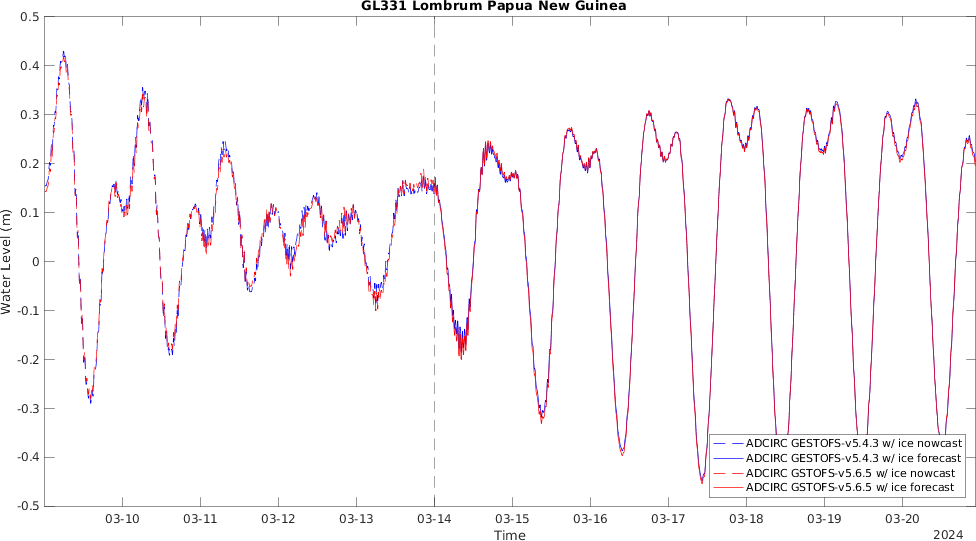 GL331 Lombrum Papua New Guinea
0.5
0.4
0.3
0.2
0.1
0
-0.1
-0.2
-0.3
-0.4
-0.5
Water Level (m)
ADCIRC GESTOFS-v5.4.3 w/ ice nowcast
ADCIRC GESTOFS-v5.4.3 w/ ice forecast
ADCIRC GSTOFS-v5.6.5 w/ ice nowcast
ADCIRC GSTOFS-v5.6.5 w/ ice forecast
03-10 03-11 03-12 03-13 03-14 03-15 03-16 03-17 03-18 03-19 03-20
Time
2024